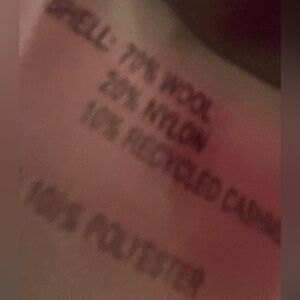 SHELL: 70% WOOL
20% NYLON
10% RECYCLED
100% POLYESTER